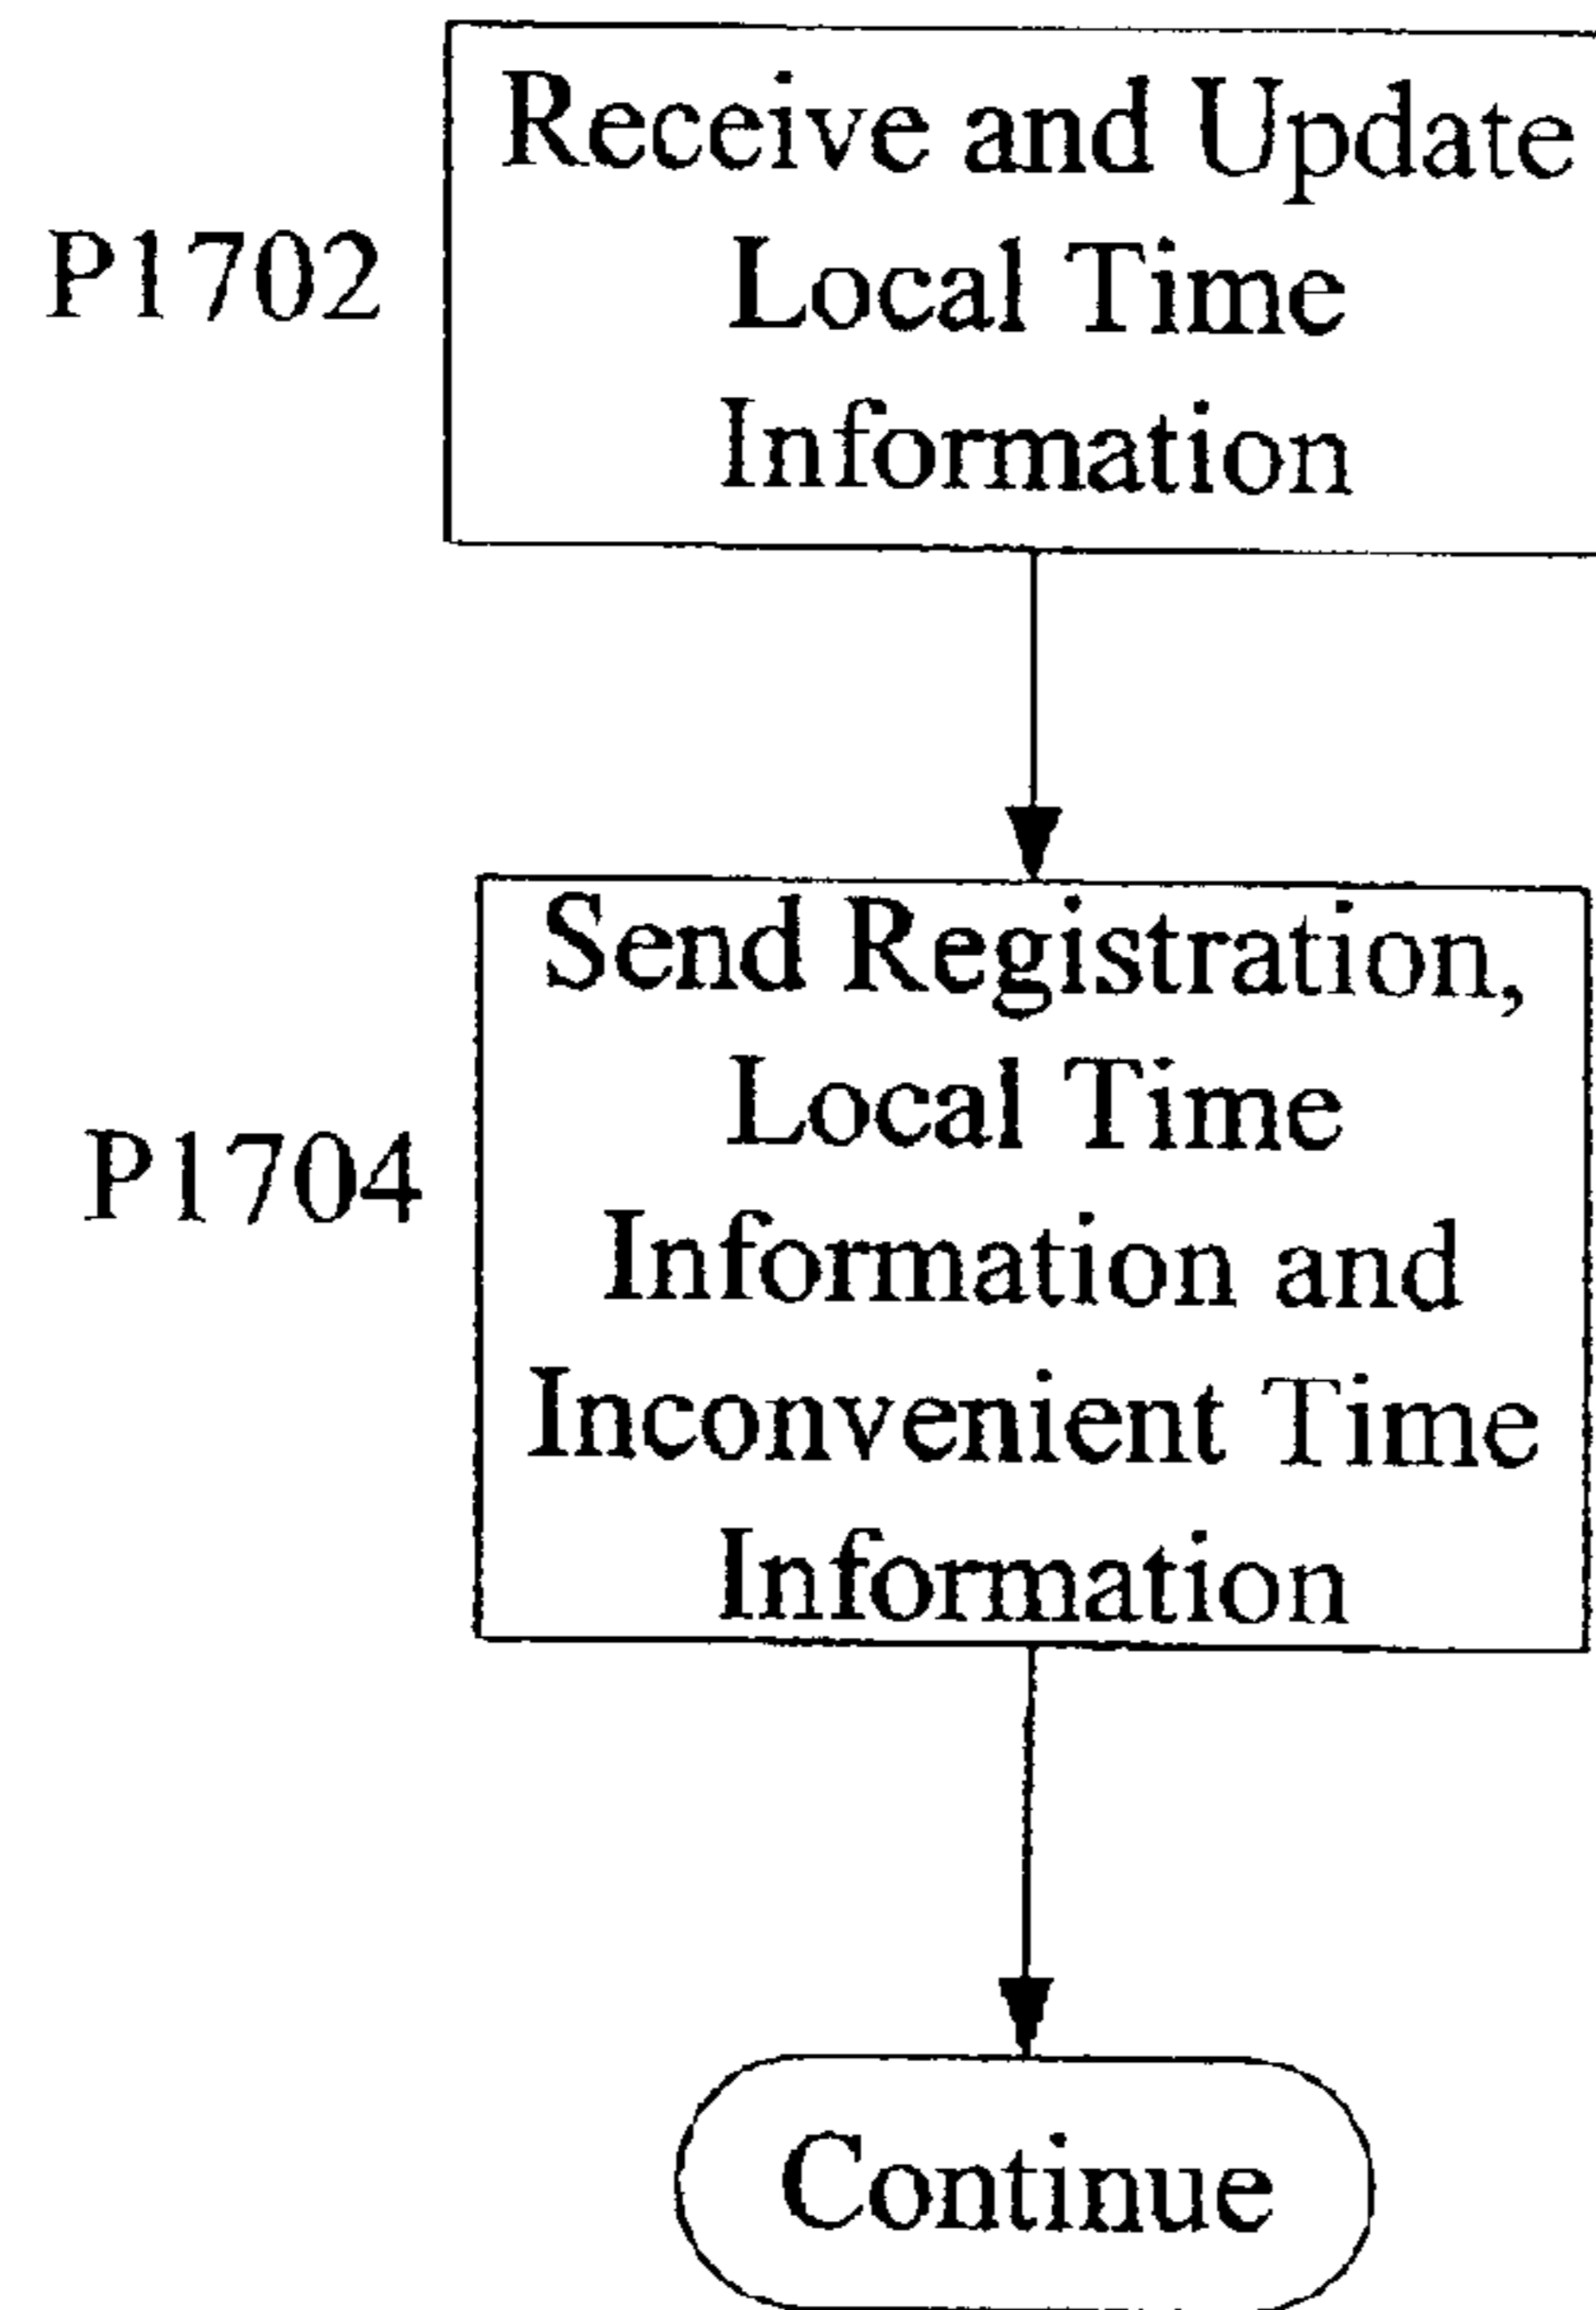 Receive and Update
P1702
Local Time
Information
Send Registration,
Local Time
P1704
Information and
Inconvenient Time
Information
Continue